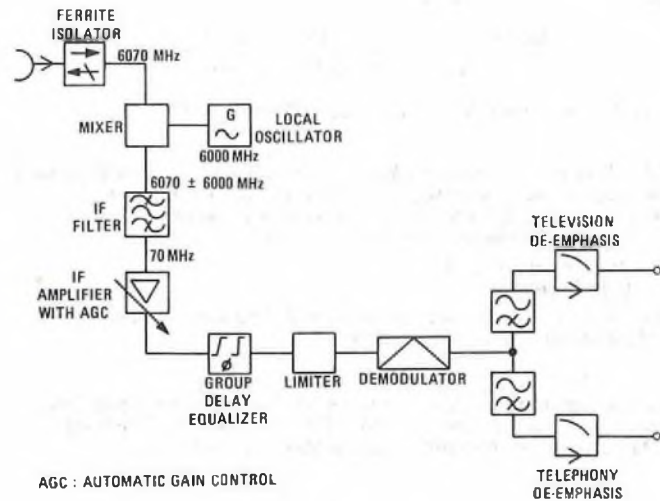 FERRITE
ISOLATOR
6070 MHz
MIXER
G
LOCAL
OSCILLATOR
6000 MHz
6070 ± 6000 MHz
IF
FILTER
70 MHz
IF
AMPLIFIER
WITH AGC
GROUP
DELAY
EQUALIZER
LIMITER
DEMODULATOR
TELEVISION
DE-EMPHASIS
TELEPHONY
DE-EMPHASIS
AGC : AUTOMATIC GAIN CONTROL